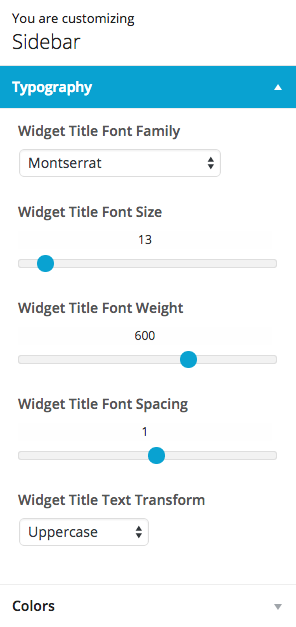 You are customizing
Sidebar
Typography
Widget Title Font Family
Montserrat
Widget Title Font Size
13
Widget Title Font Weight
600
Widget Title Font Spacing
1
Widget Title Text Transform
Uppercase
Colors